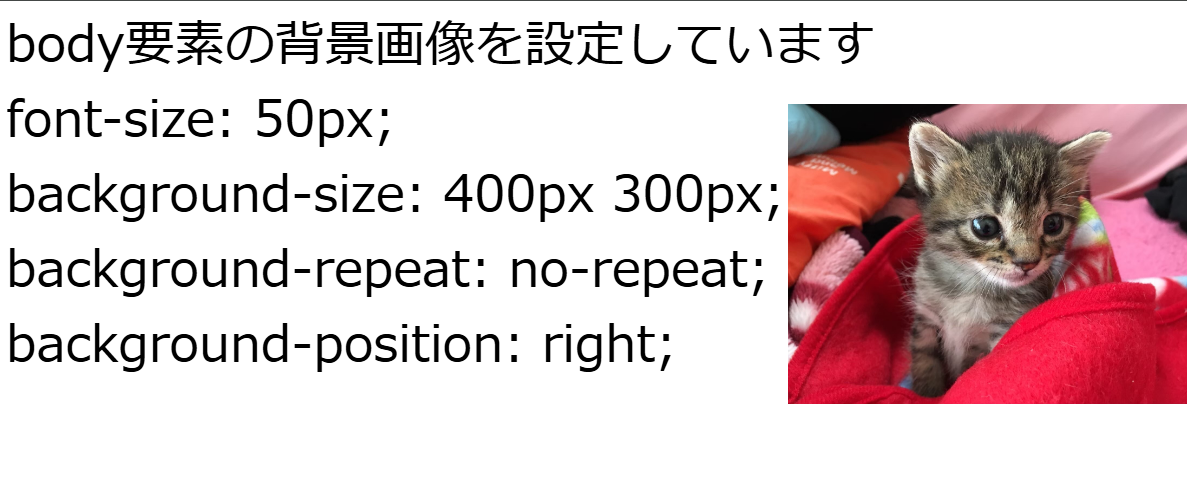 body要素の背景画像を設定しています
font-size: 50px;
background-size: 400px 300px;
background-repeat: no-repeat;
background-position: right;